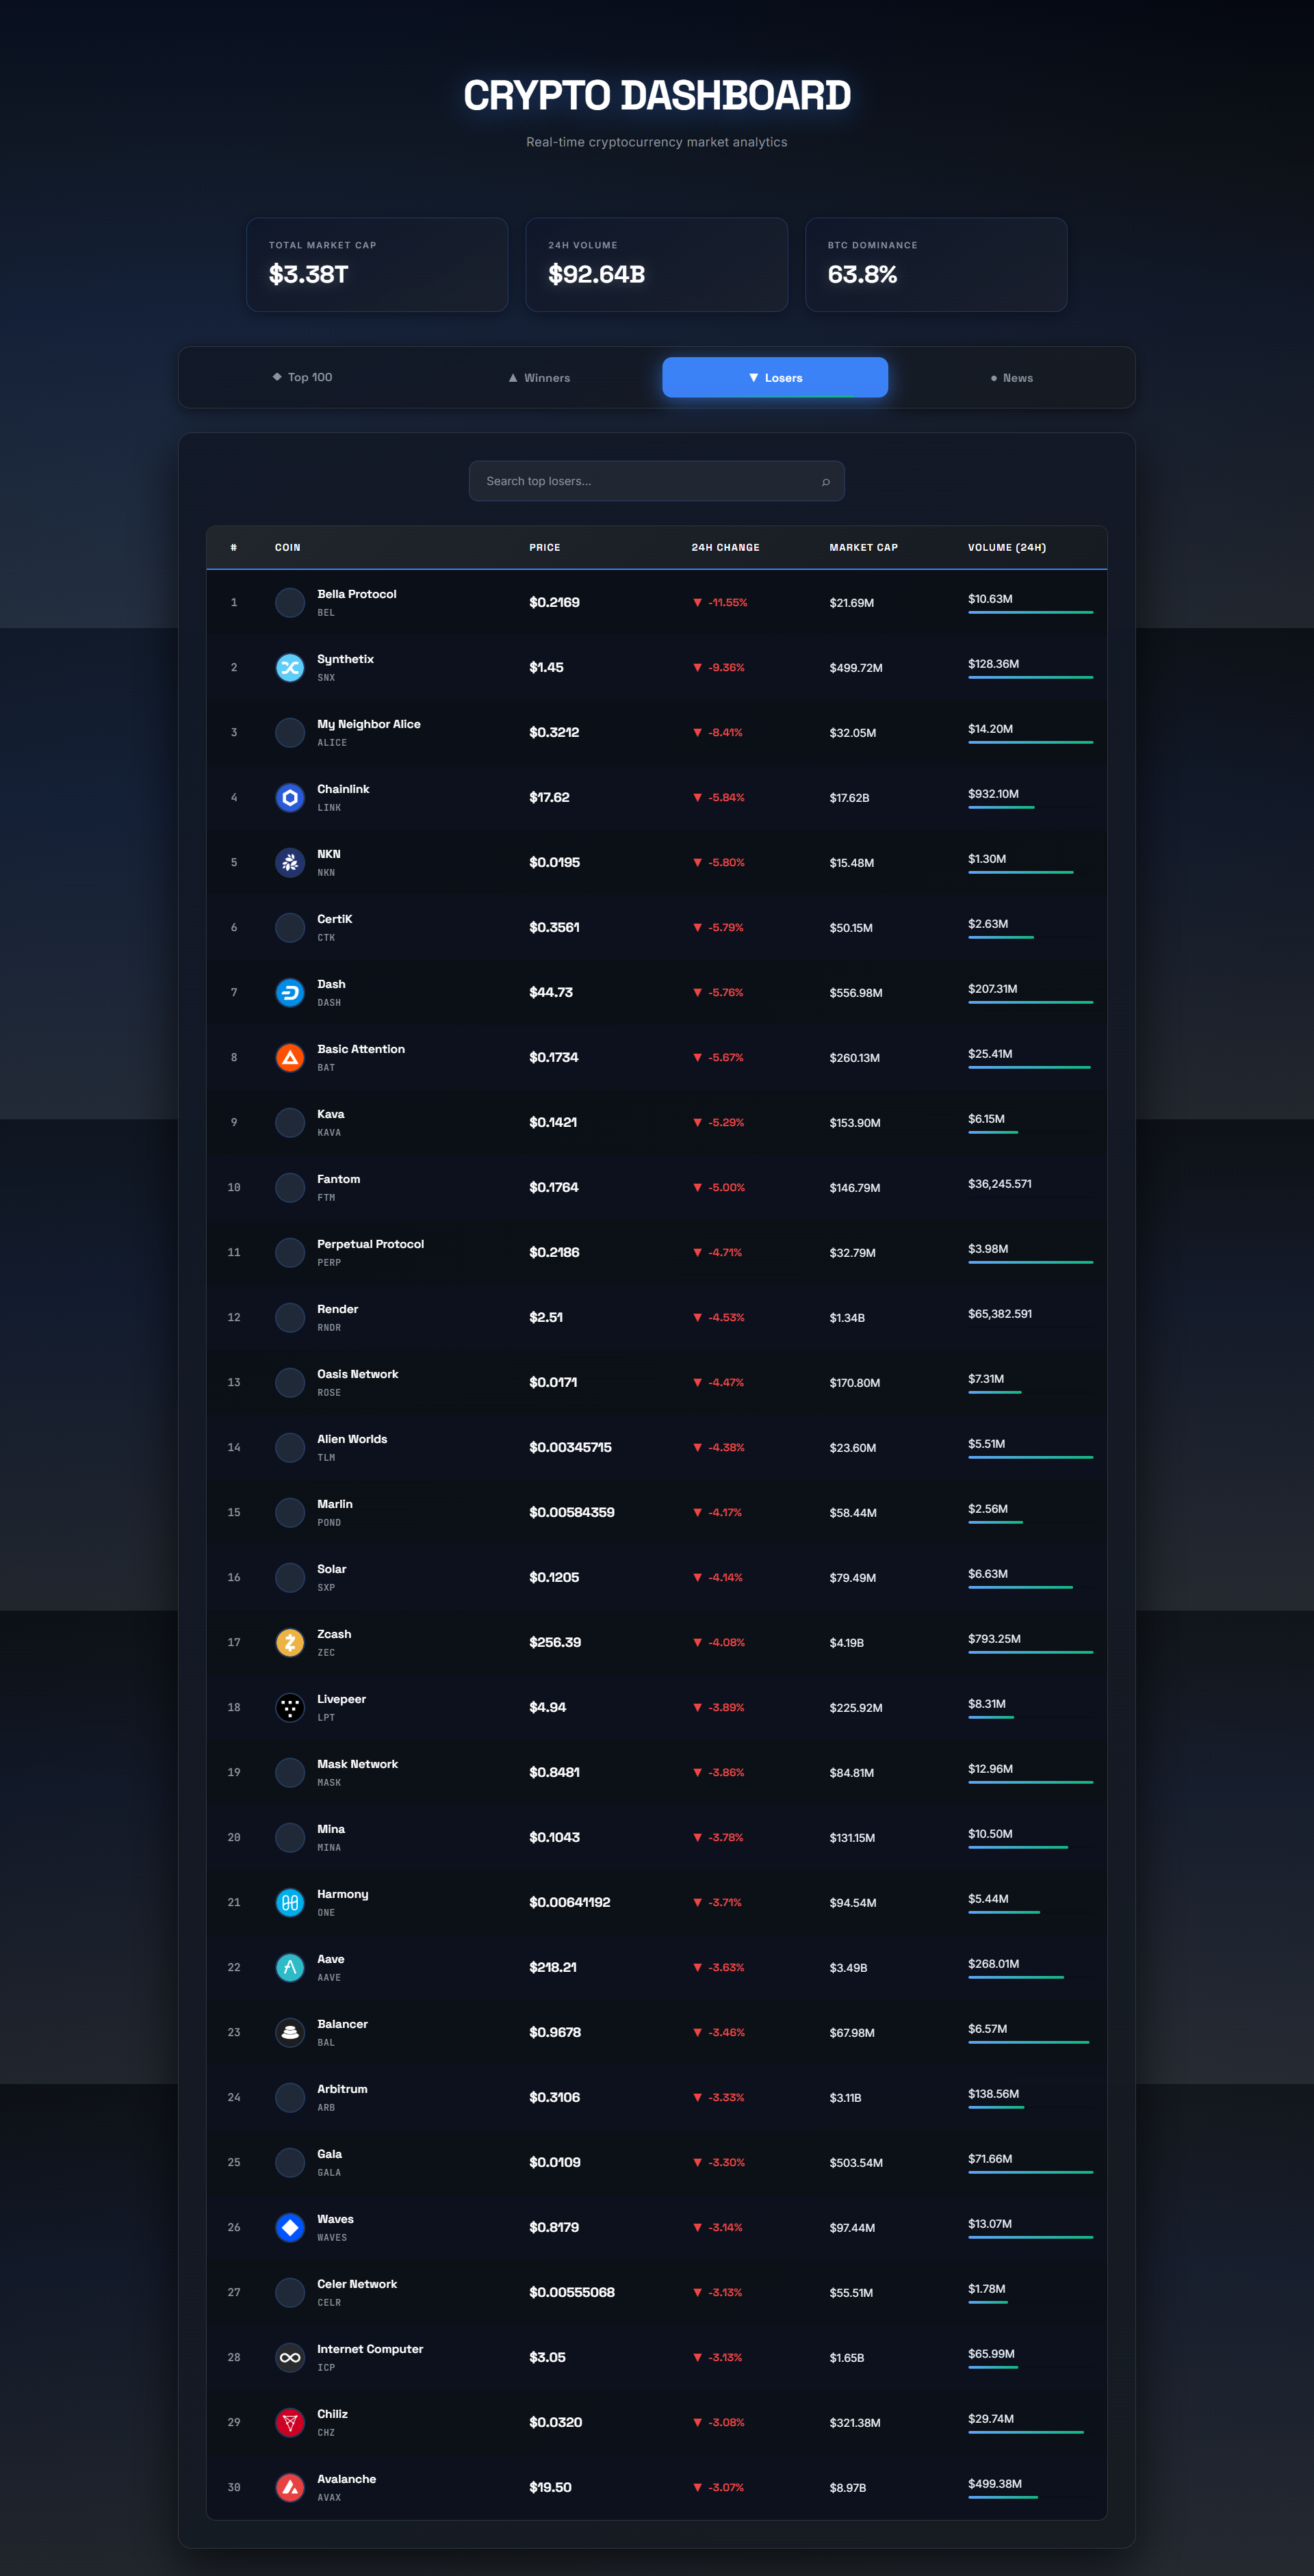 CRYPTO DASHBOARD
Real-time cryptocurrency market analytics
TOTAL MARKET CAP
$3.38T
24H VOLUME
$92.64B
BTC DOMINANCE
63.8%
◆ Top 100 ▲ Winners ▼ Losers ● News
Search top losers...
# COIN PRICE 24H CHANGE MARKET CAP VOLUME (24H)
1 Bella Protocol BEL $0.2169 ▼ -11.55% $21.69M $10.63M
2 Synthetix SNX $1.45 ▼ -9.36% $499.72M $128.36M
3 My Neighbor Alice ALICE $0.3212 ▼ -8.41% $32.05M $14.20M
4 Chainlink LINK $17.62 ▼ -5.84% $17.62B $932.10M
5 NKN NKN $0.0195 ▼ -5.80% $15.48M $1.30M
6 CertiK CTK $0.3561 ▼ -5.79% $50.15M $2.63M
7 Dash DASH $44.73 ▼ -5.76% $556.98M $207.31M
8 Basic Attention BAT $0.1734 ▼ -5.67% $260.13M $25.41M
9 Kava KAVA $0.1421 ▼ -5.29% $153.90M $6.15M
10 Fantom FTM $0.1764 ▼ -5.00% $146.79M $36,245.571
11 Perpetual Protocol PERP $0.2186 ▼ -4.71% $32.79M $3.98M
12 Render RNDR $2.51 ▼ -4.53% $1.34B $65,382.591
13 Oasis Network ROSE $0.0171 ▼ -4.47% $170.80M $7.31M
14 Alien Worlds TLM $0.00345715 ▼ -4.38% $23.60M $5.51M
15 Marlin POND $0.00584359 ▼ -4.17% $58.44M $2.56M
16 Solar SXP $0.1205 ▼ -4.14% $79.49M $6.63M
17 Zcash ZEC $256.39 ▼ -4.08% $4.19B $793.25M
18 Livepeer LPT $4.94 ▼ -3.89% $225.92M $8.31M
19 Mask Network MASK $0.8481 ▼ -3.86% $84.81M $12.96M
20 Mina MINA $0.1043 ▼ -3.78% $131.15M $10.50M
21 Harmony ONE $0.00641192 ▼ -3.71% $94.54M $5.44M
22 Aave AAVE $218.21 ▼ -3.63% $3.49B $268.01M
23 Balancer BAL $0.9678 ▼ -3.46% $67.98M $6.57M
24 Arbitrum ARB $0.3106 ▼ -3.33% $3.11B $138.56M
25 Gala GALA $0.0109 ▼ -3.30% $503.54M $71.66M
26 Waves WAVES $0.8179 ▼ -3.14% $97.44M $13.07M
27 Celer Network CELR $0.00555068 ▼ -3.13% $55.51M $1.78M
28 Internet Computer ICP $3.05 ▼ -3.13% $1.65B $65.99M
29 Chiliz CHZ $0.0320 ▼ -3.08% $321.38M $29.74M
30 Avalanche AVAX $19.50 ▼ -3.07% $8.97B $499.38M